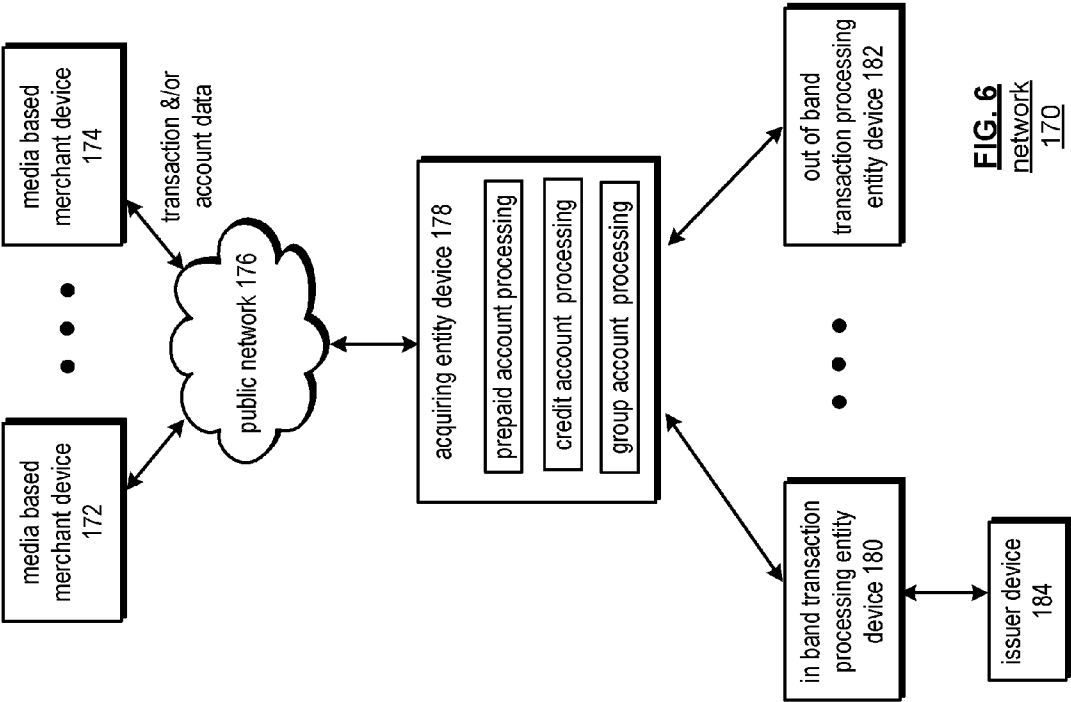 media based
merchant device
172
media based
merchant device
174
transaction &/or
account data
public network 176
acquiring entity device 178
prepaid account processing
credit account processing
group account processing
in band transaction
processing entity
device 180
out of band
transaction processing
entity device 182
issuer device
184
FIG. 6
network
170